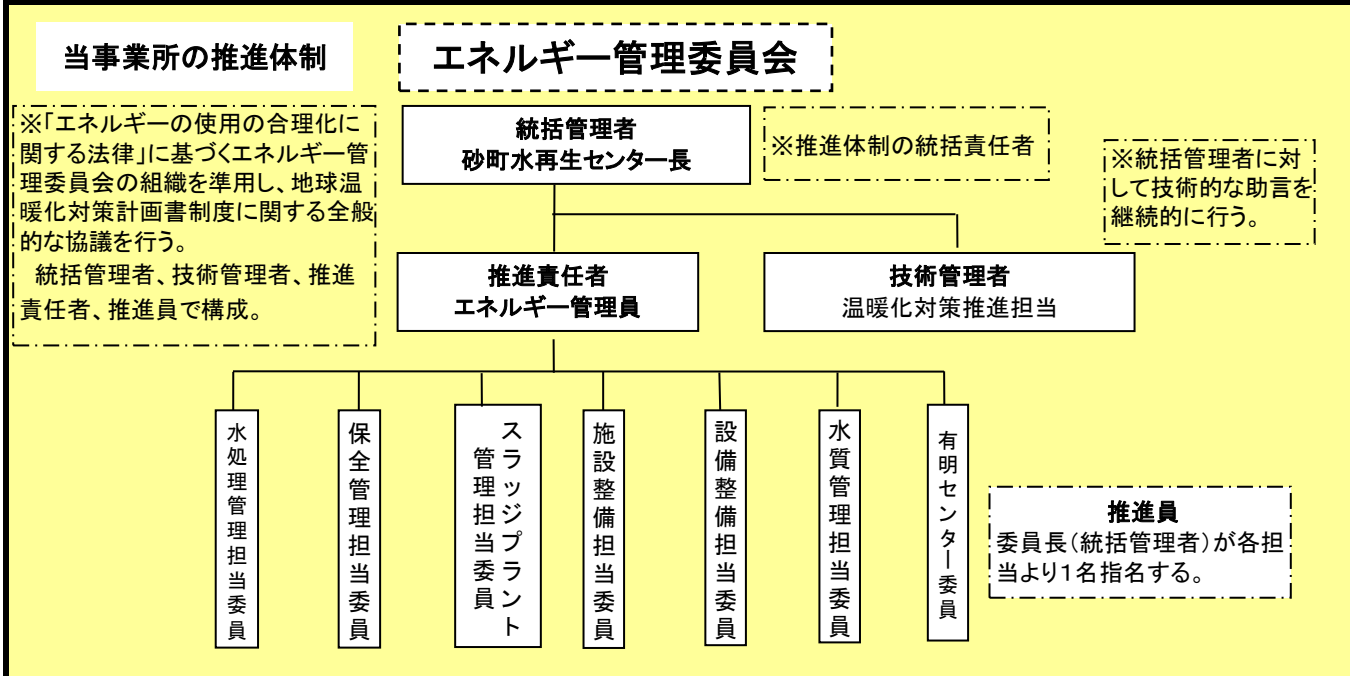 当事業所の推進体制
エネルギー管理委員会
※「エネルギーの使用の合理化に
関する法律」に基づくエネルギー管
理委員会の組織を準用し、地球温
暖化対策計画書制度に関する全般
的な協議を行う。
統括管理者、技術管理者、推進
責任者、推進員で構成。
統括管理者
砂町水再生センター長
※推進体制の統括責任者
※統括管理者に対
して技術的な助言を
継続的に行う。
推進責任者
エネルギー管理員
技術管理者
温暖化対策推進担当
水処理管理担当委員
保全管理担当委員
スラッジプラント
管理担当委員
施設整備担当委員
設備整備担当委員
水質管理担当委員
有明センター委員
推進員
委員長(統括管理者)が各担
当より1名指名する。